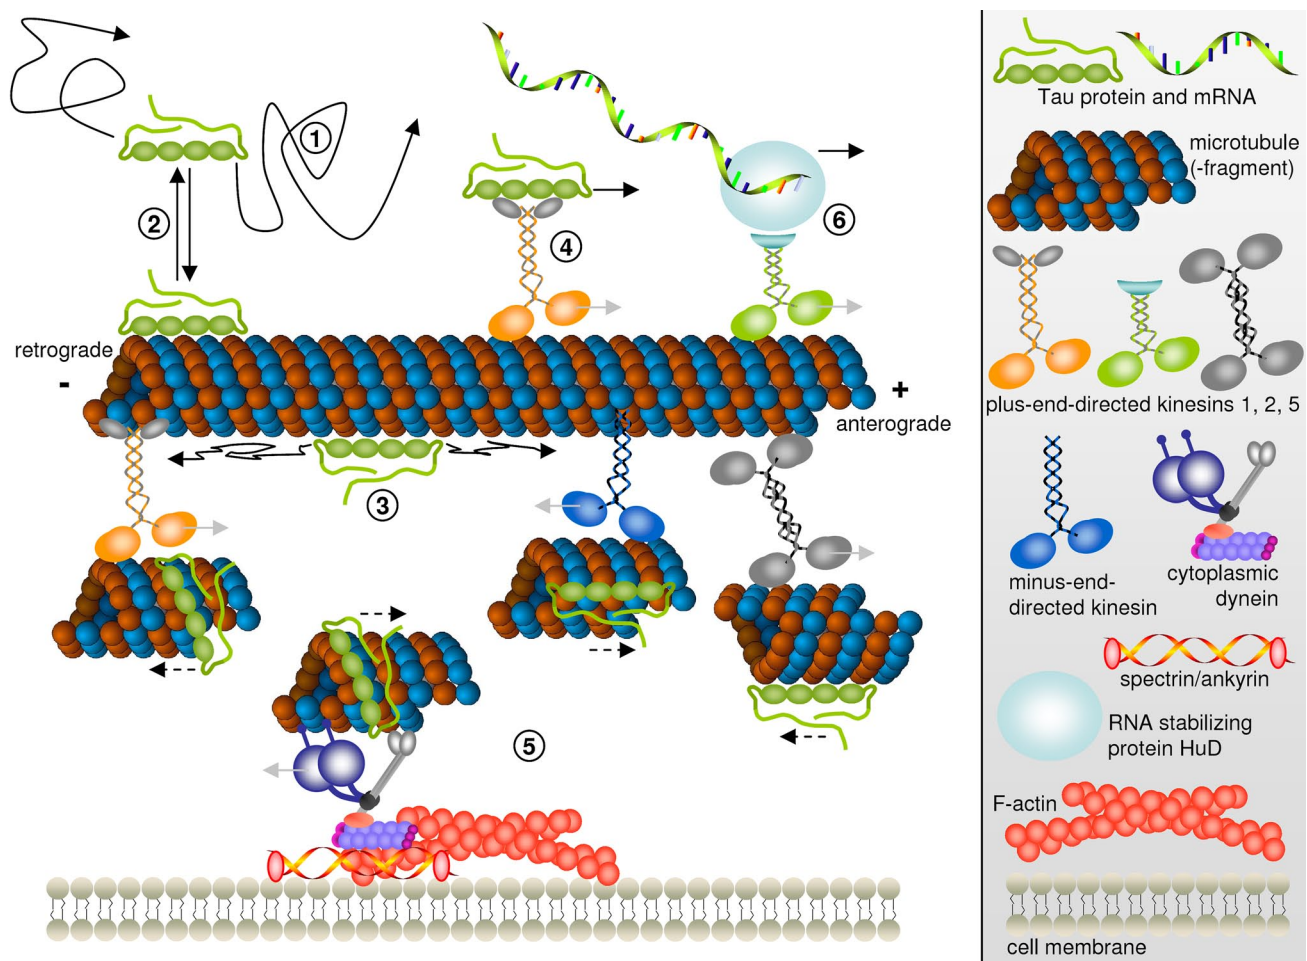 1
2
4
6
retrograde
-
+
anterograde
3
5
Tau protein and mRNA
microtubule
(-fragment)
plus-end-directed kinesins 1, 2, 5
minus-end-
directed kinesin
cytoplasmic
dynein
spectrin/ankyrin
RNA stabilizing
protein HuD
F-actin
cell membrane